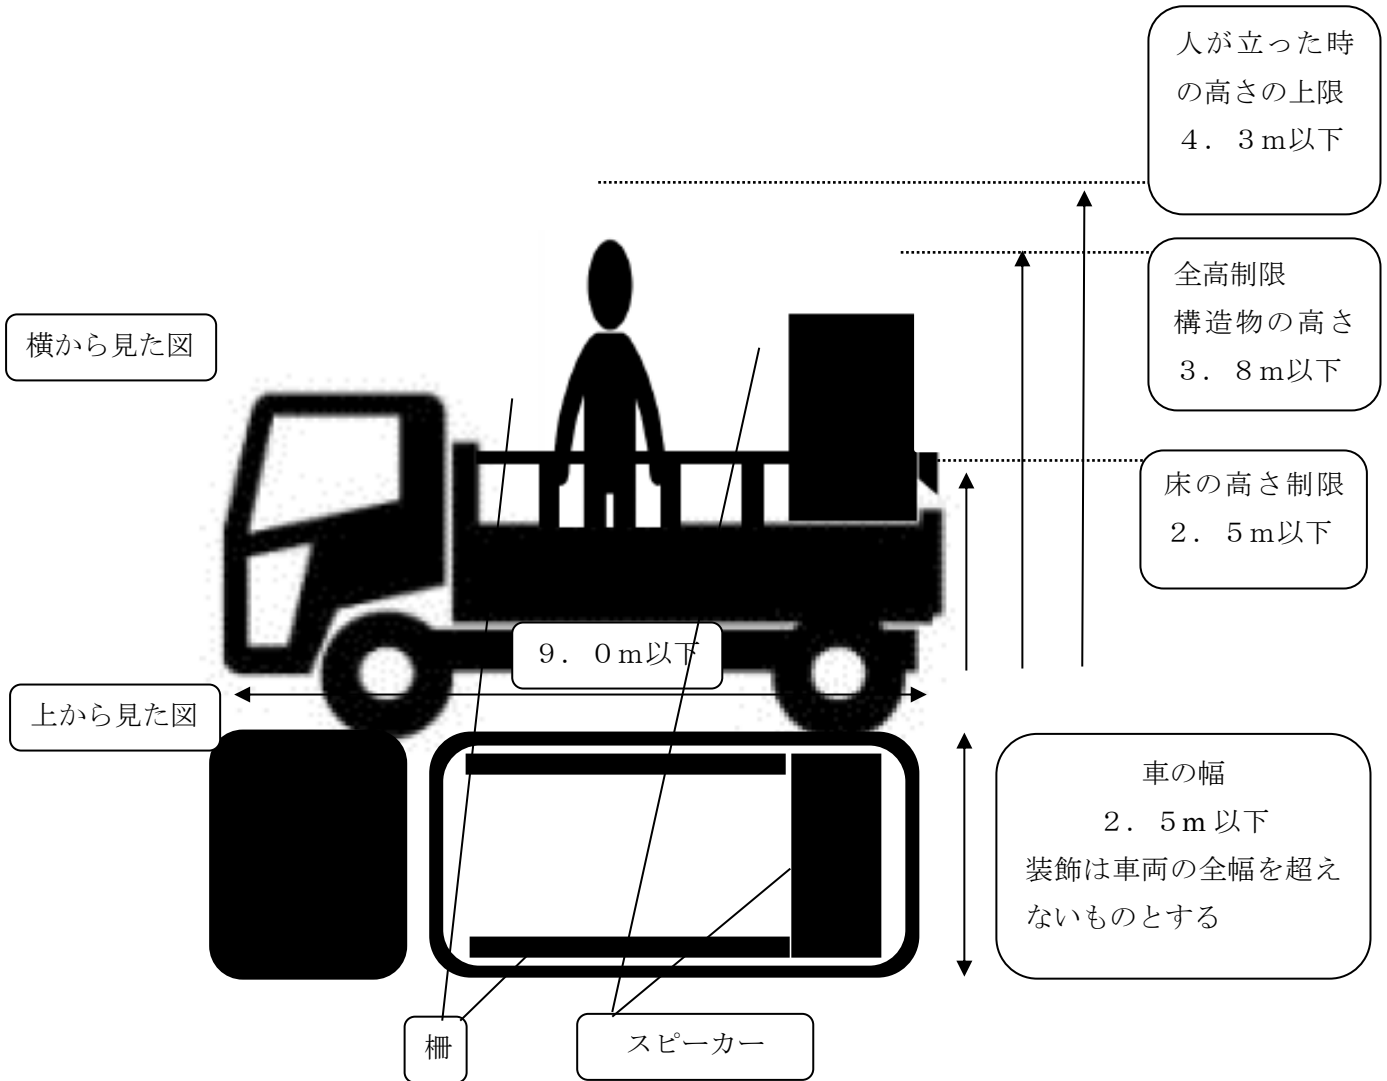 人が立った時
の高さの上限
４．３ｍ以下
全高制限
構造物の高さ
３．８ｍ以下
横から見た図
床の高さ制限
２．５ｍ以下
９．０ｍ以下
上から見た図
車の幅
２．５m 以下
装飾は車両の全幅を超え
ないものとする
柵
スピーカー